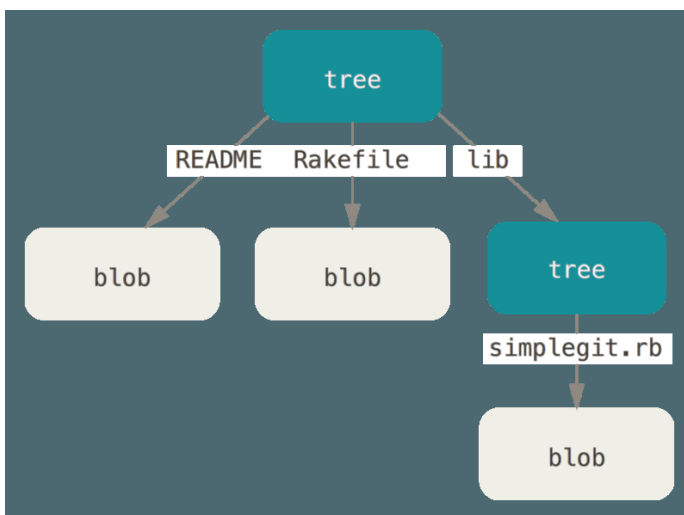 tree
README Rakefile lib
blob blob tree
simplegit.rb
blob